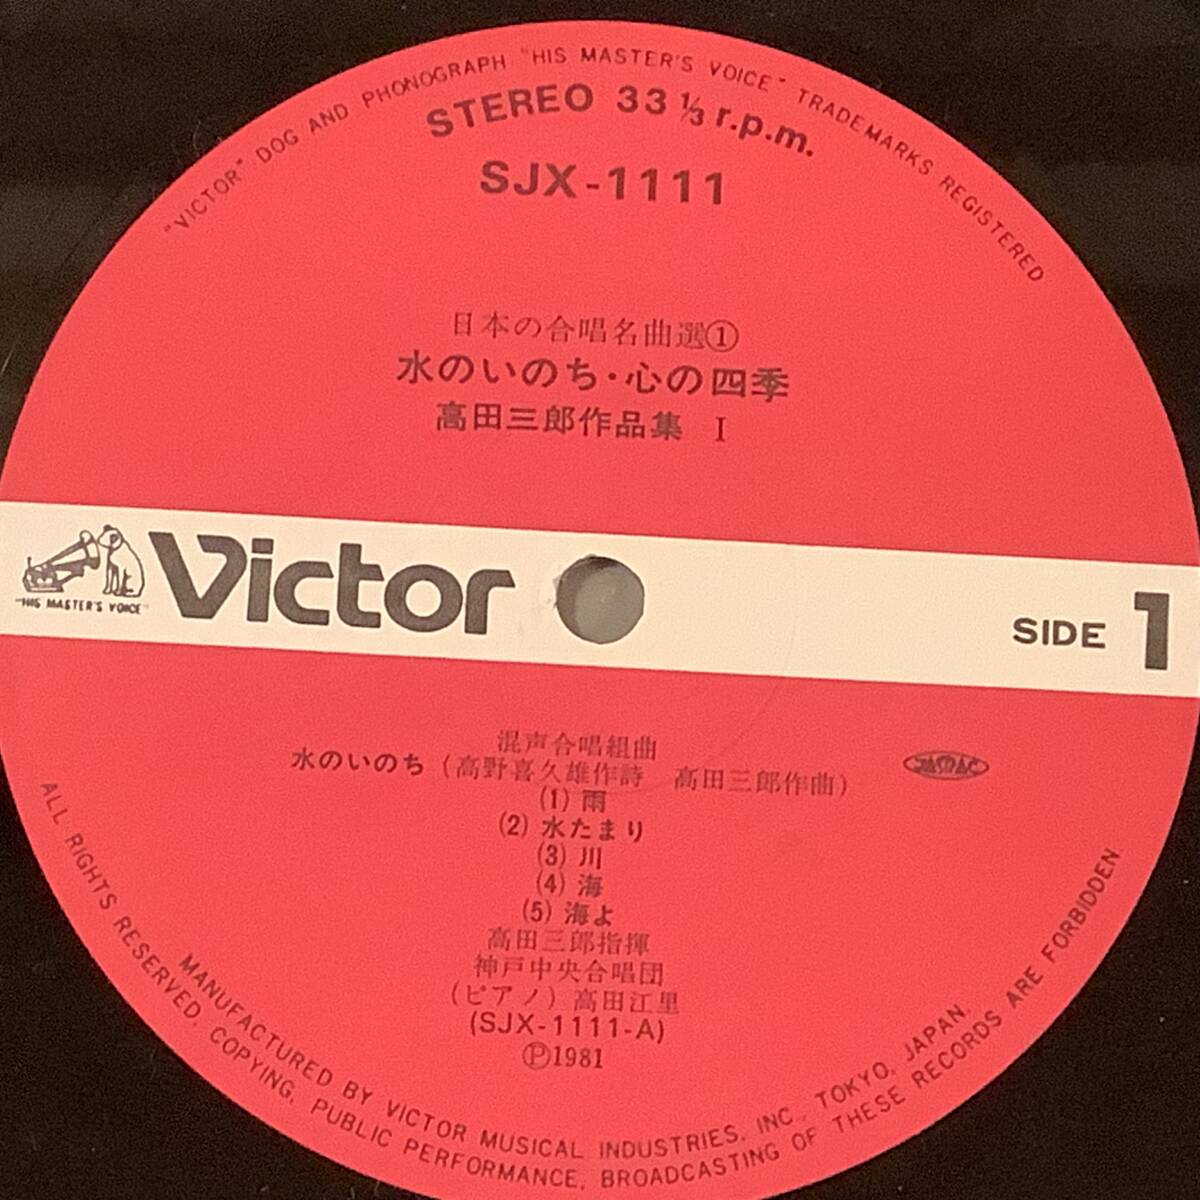 "VICTOR" DOG AND PHONOGRAPH "HIS MASTER'S VOICE" TRADEMARKS REGISTERED
STEREO 33 1/3 r.p.m.
SJX-1111
日本の合唱名曲選①
水のいのち・心の四季
高田三郎作品集 I
"HIS MASTER'S VOICE"
Victor
SIDE 1
混声合唱組曲
水のいのち（高野喜久雄作詩 高田三郎作曲）
JASRAC
(1) 雨
(2) 水たまり
(3) 川
(4) 海
(5) 海よ
高田三郎指揮
神戸中央合唱団
（ピアノ）高田江里
(SJX-1111-A)
Ⓟ1981
MANUFACTURED BY VICTOR MUSICAL INDUSTRIES, INC., TOKYO, JAPAN.
ALL RIGHTS RESERVED. COPYING, PUBLIC PERFORMANCE, BROADCASTING OF THESE RECORDS ARE FORBIDDEN.